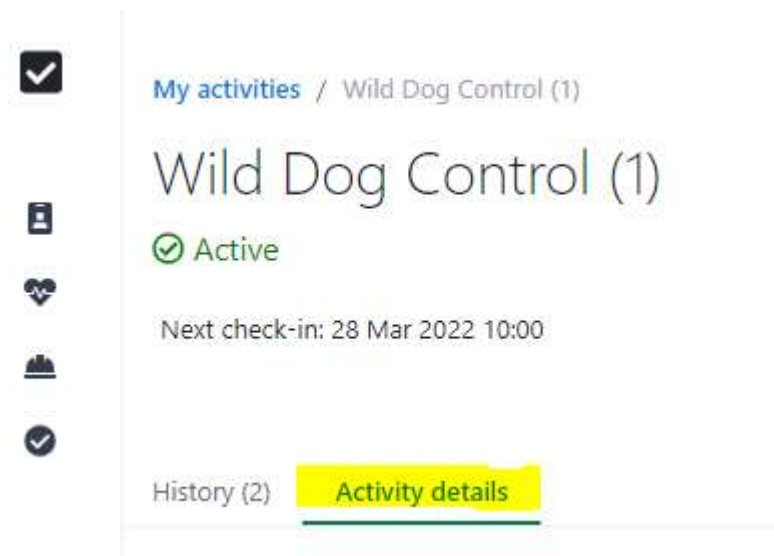 My activities / Wild Dog Control (1)
Wild Dog Control (1)
Active
Next check-in: 28 Mar 2022 10:00
History (2) Activity details